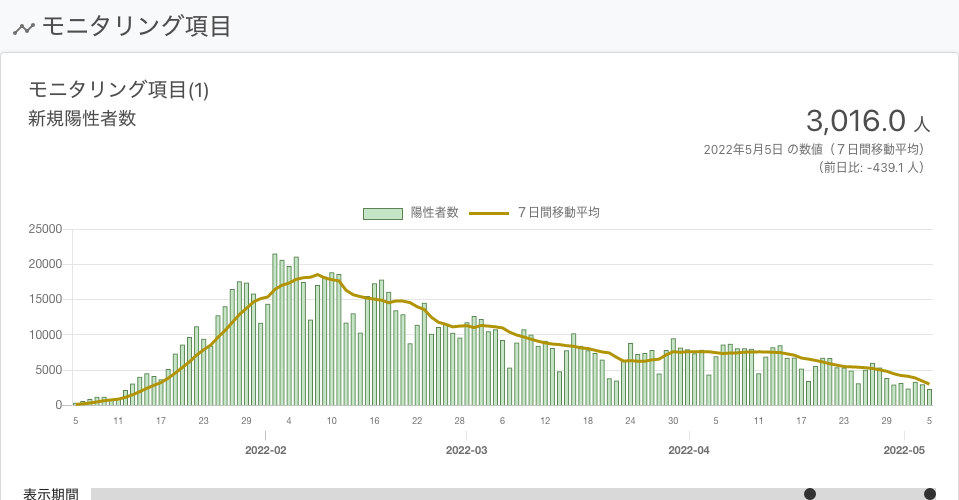 モニタリング項目
モニタリング項目(1)
新規陽性者数
3,016.0 人
2022年5月5日 の数値（７日間移動平均）
（前日比: -439.1 人）
陽性者数 ７日間移動平均
25000
20000
15000
10000
5000
0
5 11 17 23 29 4 10 16 22 28 6 12 18 24 30 5 11 17 23 29 5
2022-02 2022-03 2022-04 2022-05
表示期間